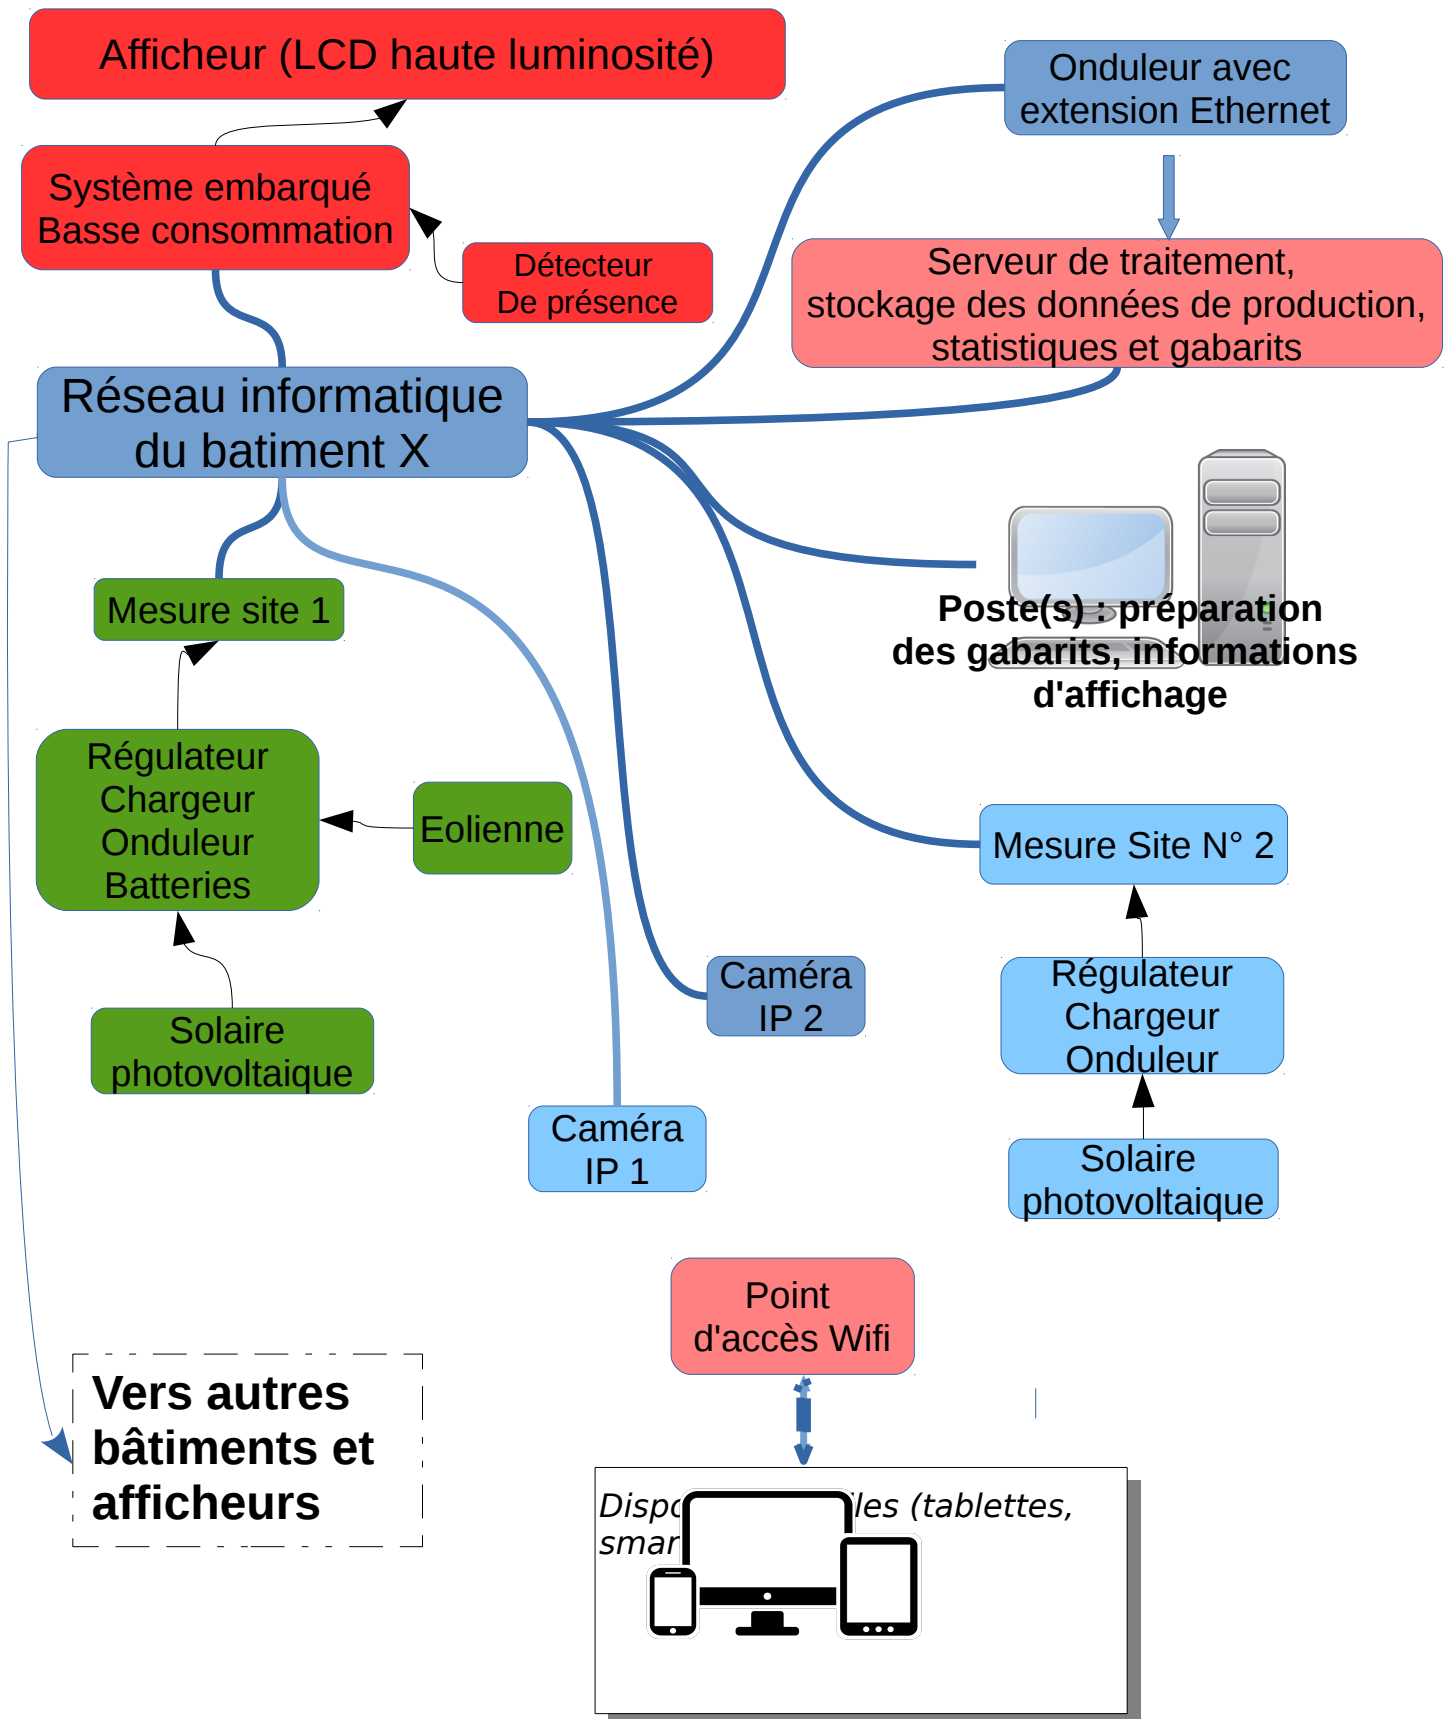 Afficheur (LCD haute luminosité)
Onduleur avec
extension Ethernet
Système embarqué
Basse consommation
Détecteur
De présence
Serveur de traitement,
stockage des données de production,
statistiques et gabarits
Réseau informatique
du batiment X
Poste(s) : préparation
des gabarits, informations
d'affichage
Mesure site 1
Régulateur
Chargeur
Onduleur
Batteries
Eolienne
Mesure Site N° 2
Caméra
IP 2
Régulateur
Chargeur
Onduleur
Solaire
photovoltaique
Caméra
IP 1
Solaire
photovoltaique
Point
d'accès Wifi
Vers autres
bâtiments et
afficheurs
(tablettes,